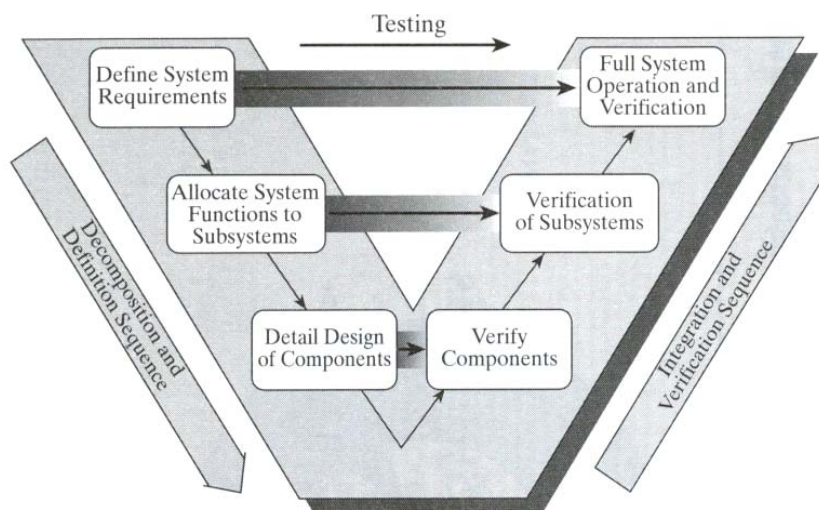 Testing
Define System
Requirements
Full System
Operation and
Verification
Allocate System
Functions to
Subsystems
Verification
of Subsystems
Detail Design
of Components
Verify
Components
Decomposition and
Definition Sequence
Integration and
Verification Sequence